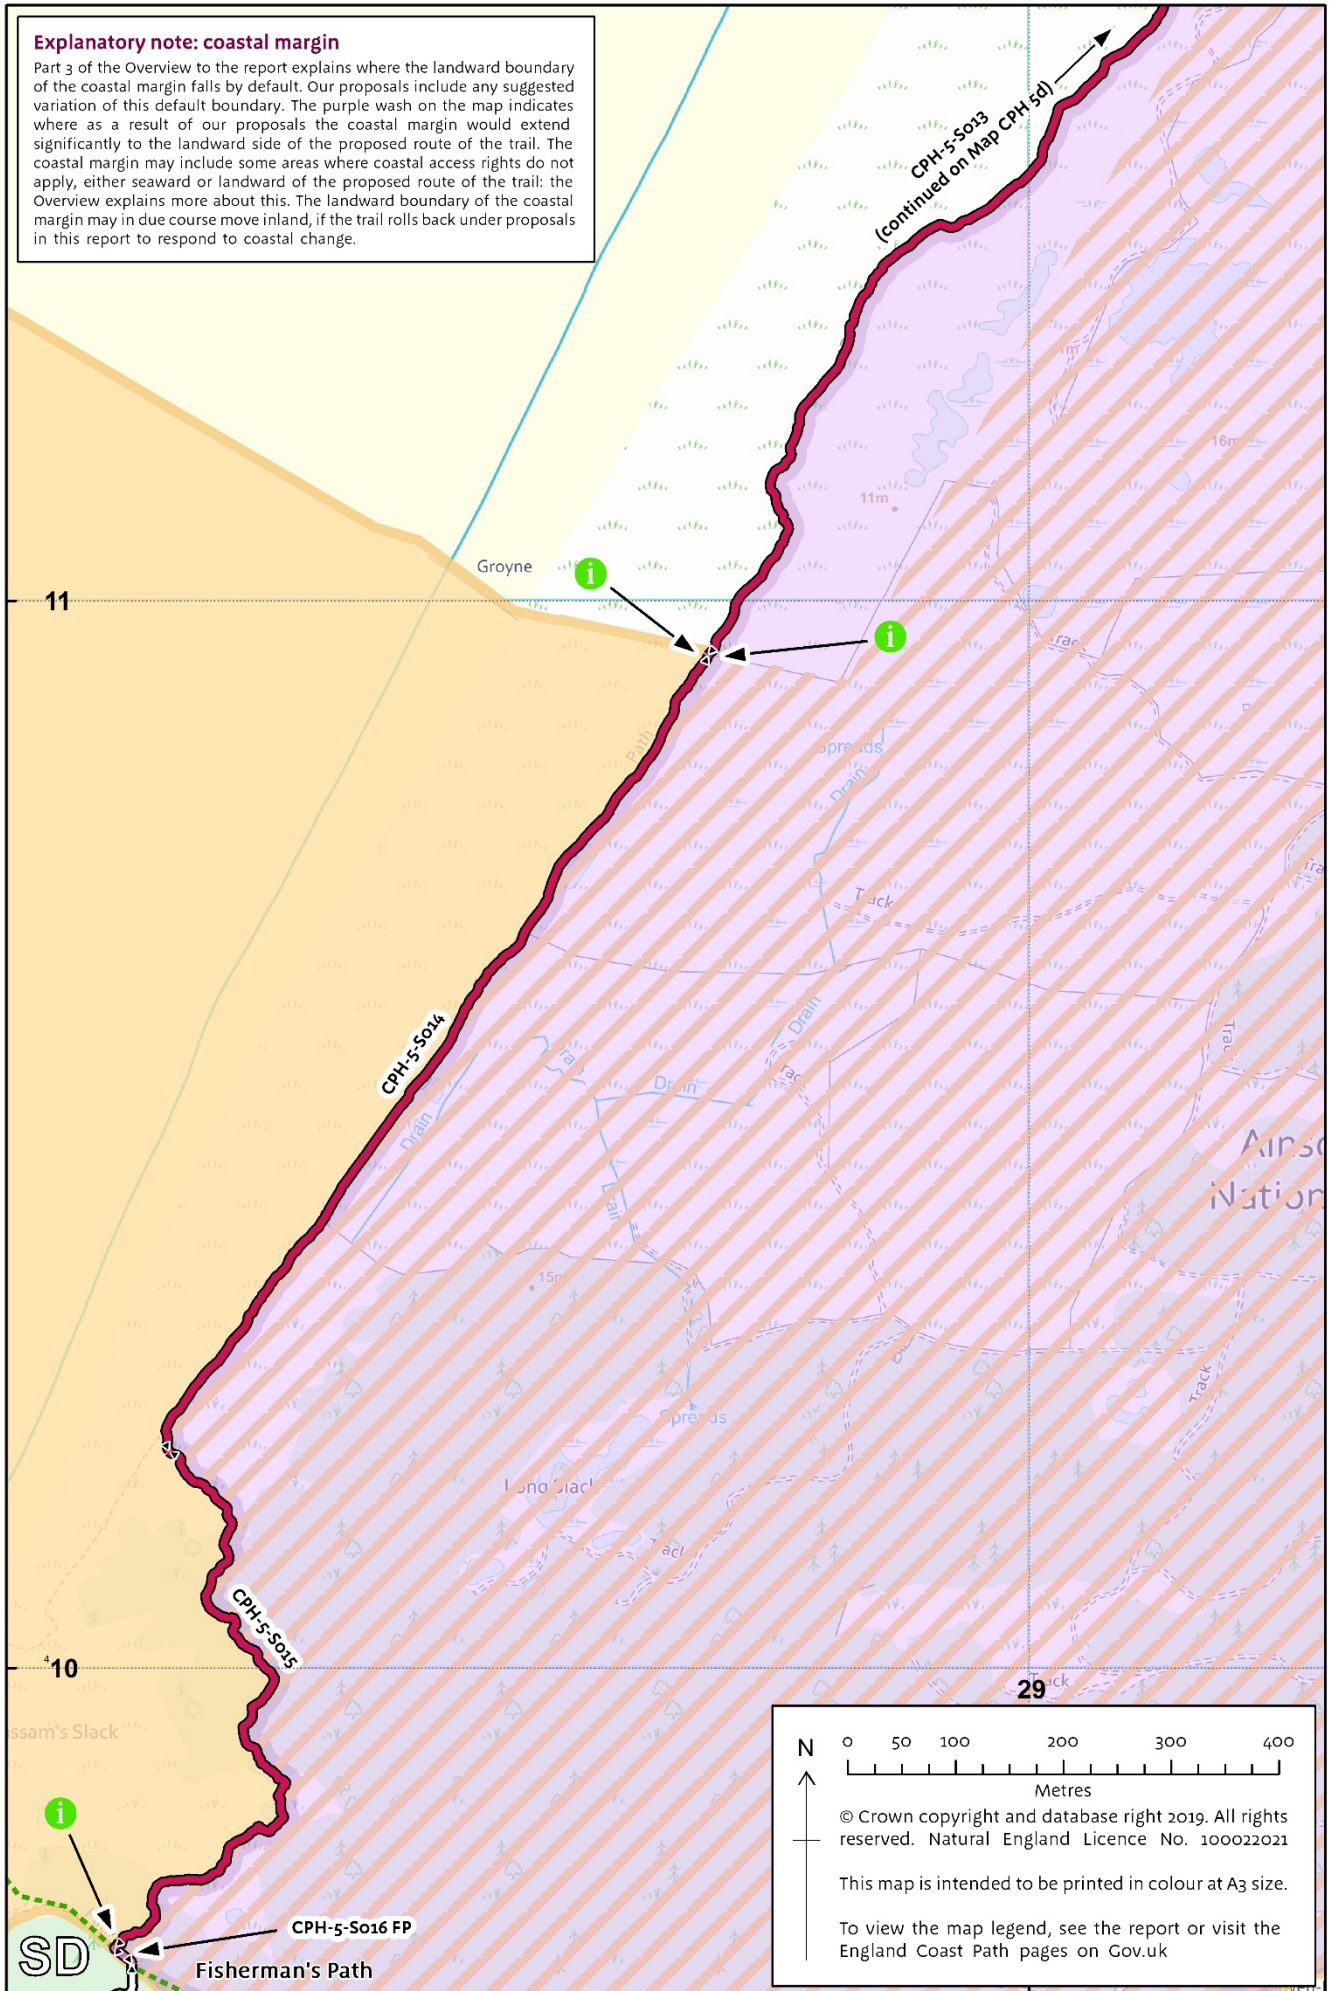 Explanatory note: coastal margin
Part 3 of the Overview to the report explains where the landward boundary
of the coastal margin falls by default. Our proposals include any suggested
variation of this default boundary. The purple wash on the map indicates
where as a result of our proposals the coastal margin would extend
significantly to the landward side of the proposed route of the trail. The
coastal margin may include some areas where coastal access rights do not
apply, either seaward or landward of the proposed route of the trail: the
Overview explains more about this. The landward boundary of the coastal
margin may in due course move inland, if the trail rolls back under proposals
in this report to respond to coastal change.
CPH-5-S013
(continued on Map CPH 5d)
16m
11m
Groyne
i
11
i
Path
Spreads
Drain
Track
CPH-5-S014
Drain
Drain
Drain
Track
15m
Track
Spreads
CPH-5-S015
4
10
Track
29
i
CPH-5-S016 FP
SD
Fisherman's Path
N
0 50 100 200 300 400
Metres
© Crown copyright and database right 2019. All rights
reserved. Natural England Licence No. 100022021
This map is intended to be printed in colour at A3 size.
To view the map legend, see the report or visit the
England Coast Path pages on Gov.uk